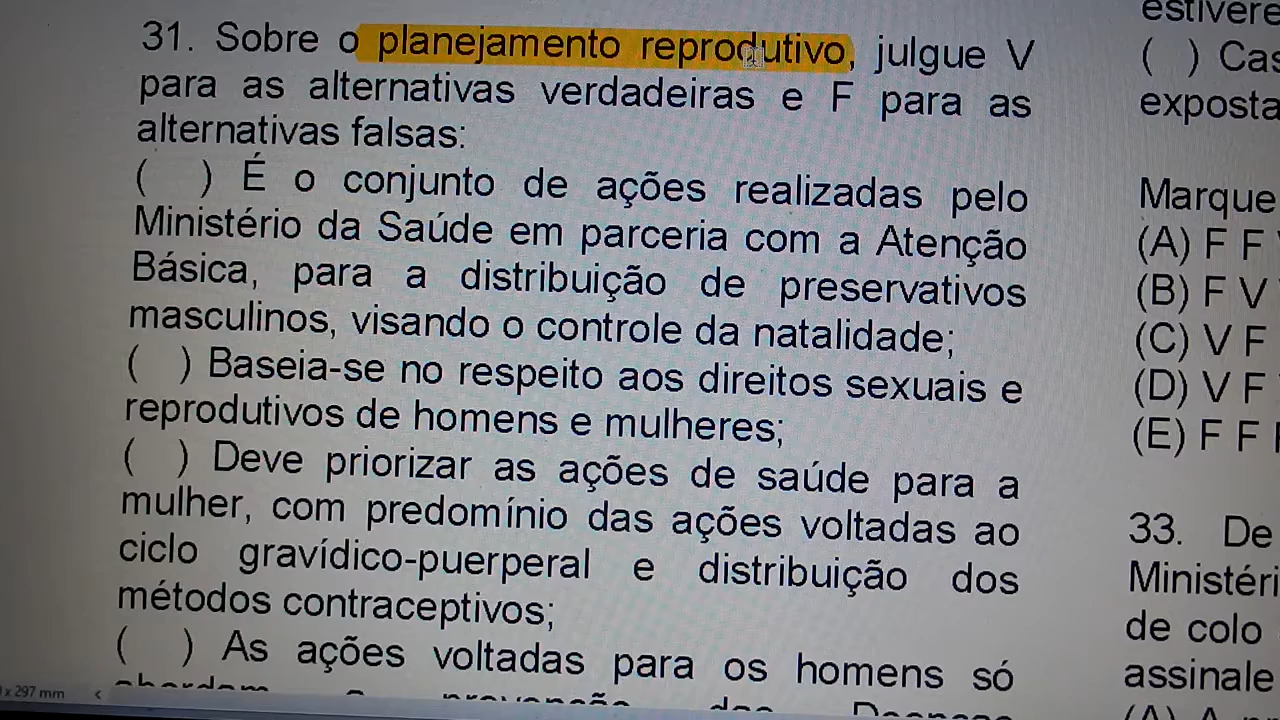 31. Sobre o planejamento reprodutivo, julgue V
para as alternativas verdadeiras e F para as
alternativas falsas:
( ) É o conjunto de ações realizadas pelo
Ministério da Saúde em parceria com a Atenção
Básica, para a distribuição de preservativos
masculinos, visando o controle da natalidade;
( ) Baseia-se no respeito aos direitos sexuais e
reprodutivos de homens e mulheres;
( ) Deve priorizar as ações de saúde para a
mulher, com predomínio das ações voltadas ao
ciclo gravídico-puerperal e distribuição dos
métodos contraceptivos;
( ) As ações voltadas para os homens só
x 297 mm
estivere
( ) Cas
exposta
Marque
(A) F F
(B) F V
(C) V F
(D) V F
(E) F F
33. De
Ministéri
de colo
assinale